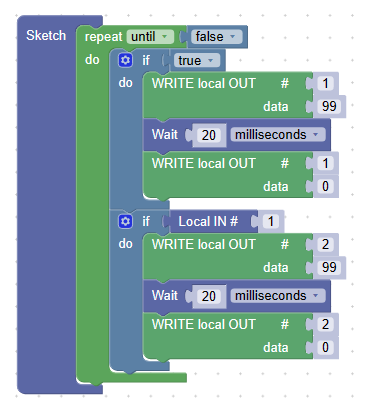 Sketch repeat until false
do if true
do WRITE local OUT # 1
data 99
Wait 20 milliseconds
WRITE local OUT # 1
data 0
if Local IN # 1
do WRITE local OUT # 2
data 99
Wait 20 milliseconds
WRITE local OUT # 2
data 0